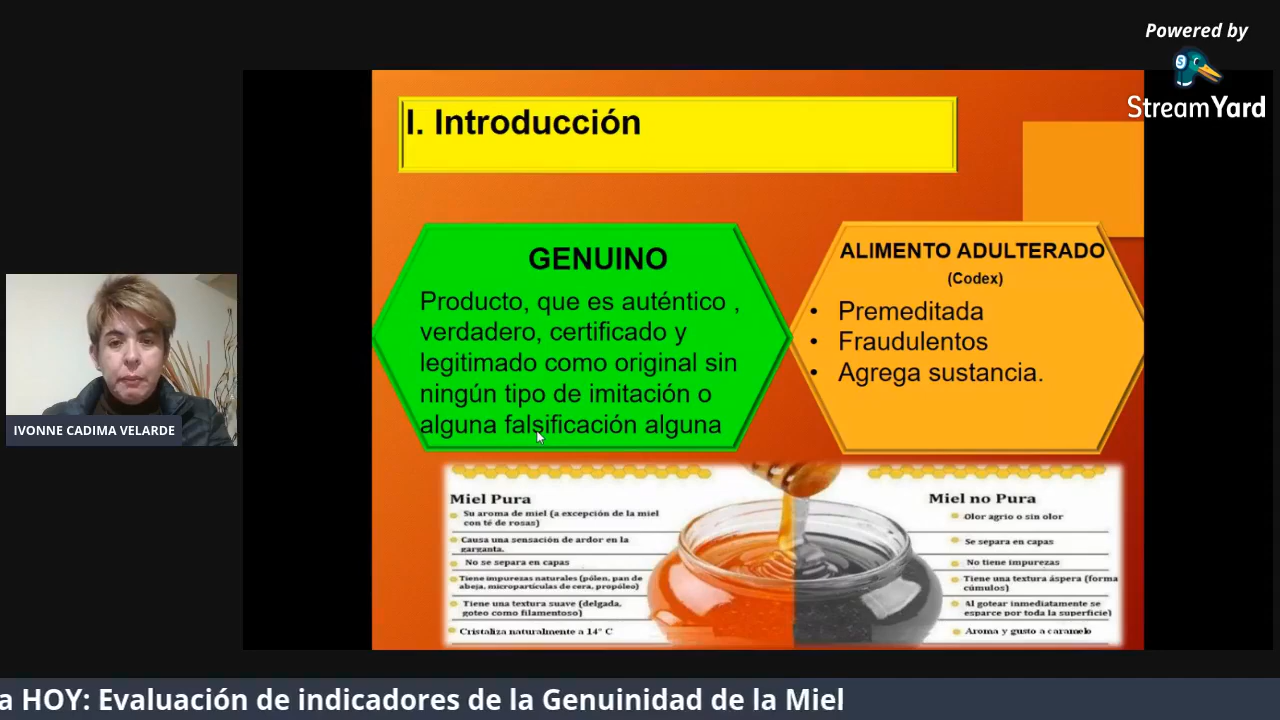 Powered by
StreamYard
I. Introducción
GENUINO
Producto, que es auténtico ,
verdadero, certificado y
legitimado como original sin
ningún tipo de imitación o
alguna falsificación alguna
ALIMENTO ADULTERADO
(Codex)
• Premeditada
• Fraudulentos
• Agrega sustancia.
IVONNE CADIMA VELARDE
Miel Pura
Su aroma de miel (a excepción de la miel
con té de rosas)
Causa una sensación de ardor en la
garganta.
No se separa en capas
Tiene impurezas naturales (pólen, pan de
abeja, micropartículas de cera, propóleo)
Tiene una textura suave (delgada,
goteo como filamentoso)
Cristaliza naturalmente a 14° C
Miel no Pura
Olor agrio o sin olor
Se separa en capas
No tiene impurezas
Tiene una textura áspera (forma
cúmulos)
Al gotear inmediatamente se
esparce por toda la superficie)
Aroma y gusto a caramelo
a HOY: Evaluación de indicadores de la Genuinidad de la Miel